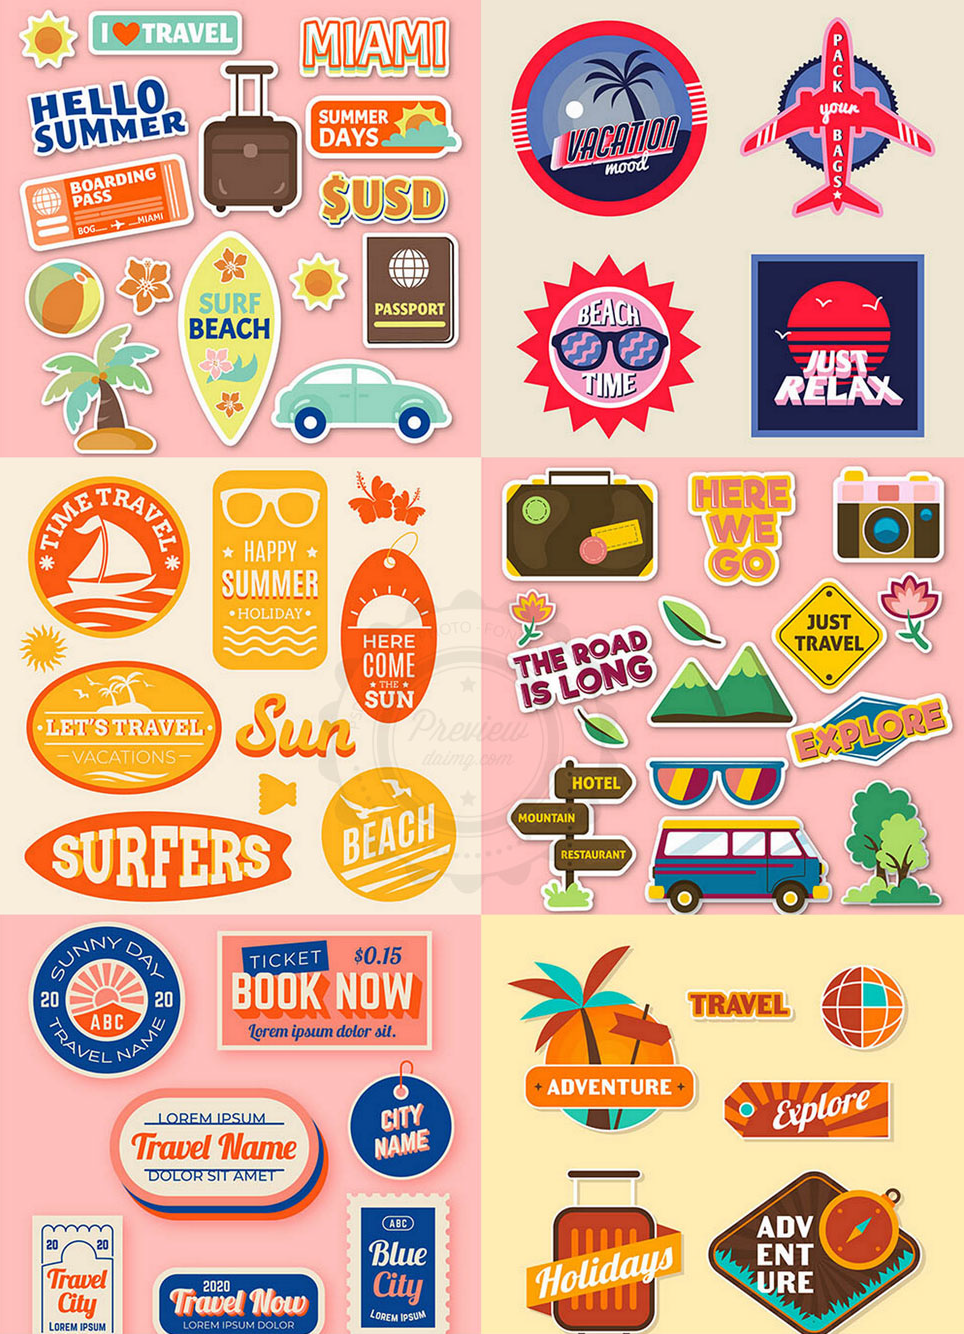 I TRAVEL
MIAMI
HELLO
SUMMER
SUMMER
DAYS
BOARDING
PASS
BOG MIAMI
$USD
SURF
BEACH
PASSPORT
VACATION
mood
PACK
your
BAGS
BEACH
TIME
JUST
RELAX
TIME TRAVEL
HAPPY
SUMMER
HOLIDAY
HERE
COME
THE
SUN
LET'S TRAVEL
VACATIONS
Sun
SURFERS
BEACH
Preview
daimg.com
HERE
WE
GO
JUST
TRAVEL
THE ROAD
IS LONG
EXPLORE
HOTEL
MOUNTAIN
RESTAURANT
SUNNY DAY
20 20
ABC
TRAVEL NAME
TICKET $0.15
BOOK NOW
Lorem ipsum dolor sit.
LOREM IPSUM
Travel Name
DOLOR SIT AMET
CITY
NAME
20 20
Travel
City
LOREM IPSUM
2020
Travel Now
LOREM IPSUM DOLOR
ABC
Blue
City
LOREM IPSUM
TRAVEL
ADVENTURE
Explore
Holidays
ADV
ENT
URE